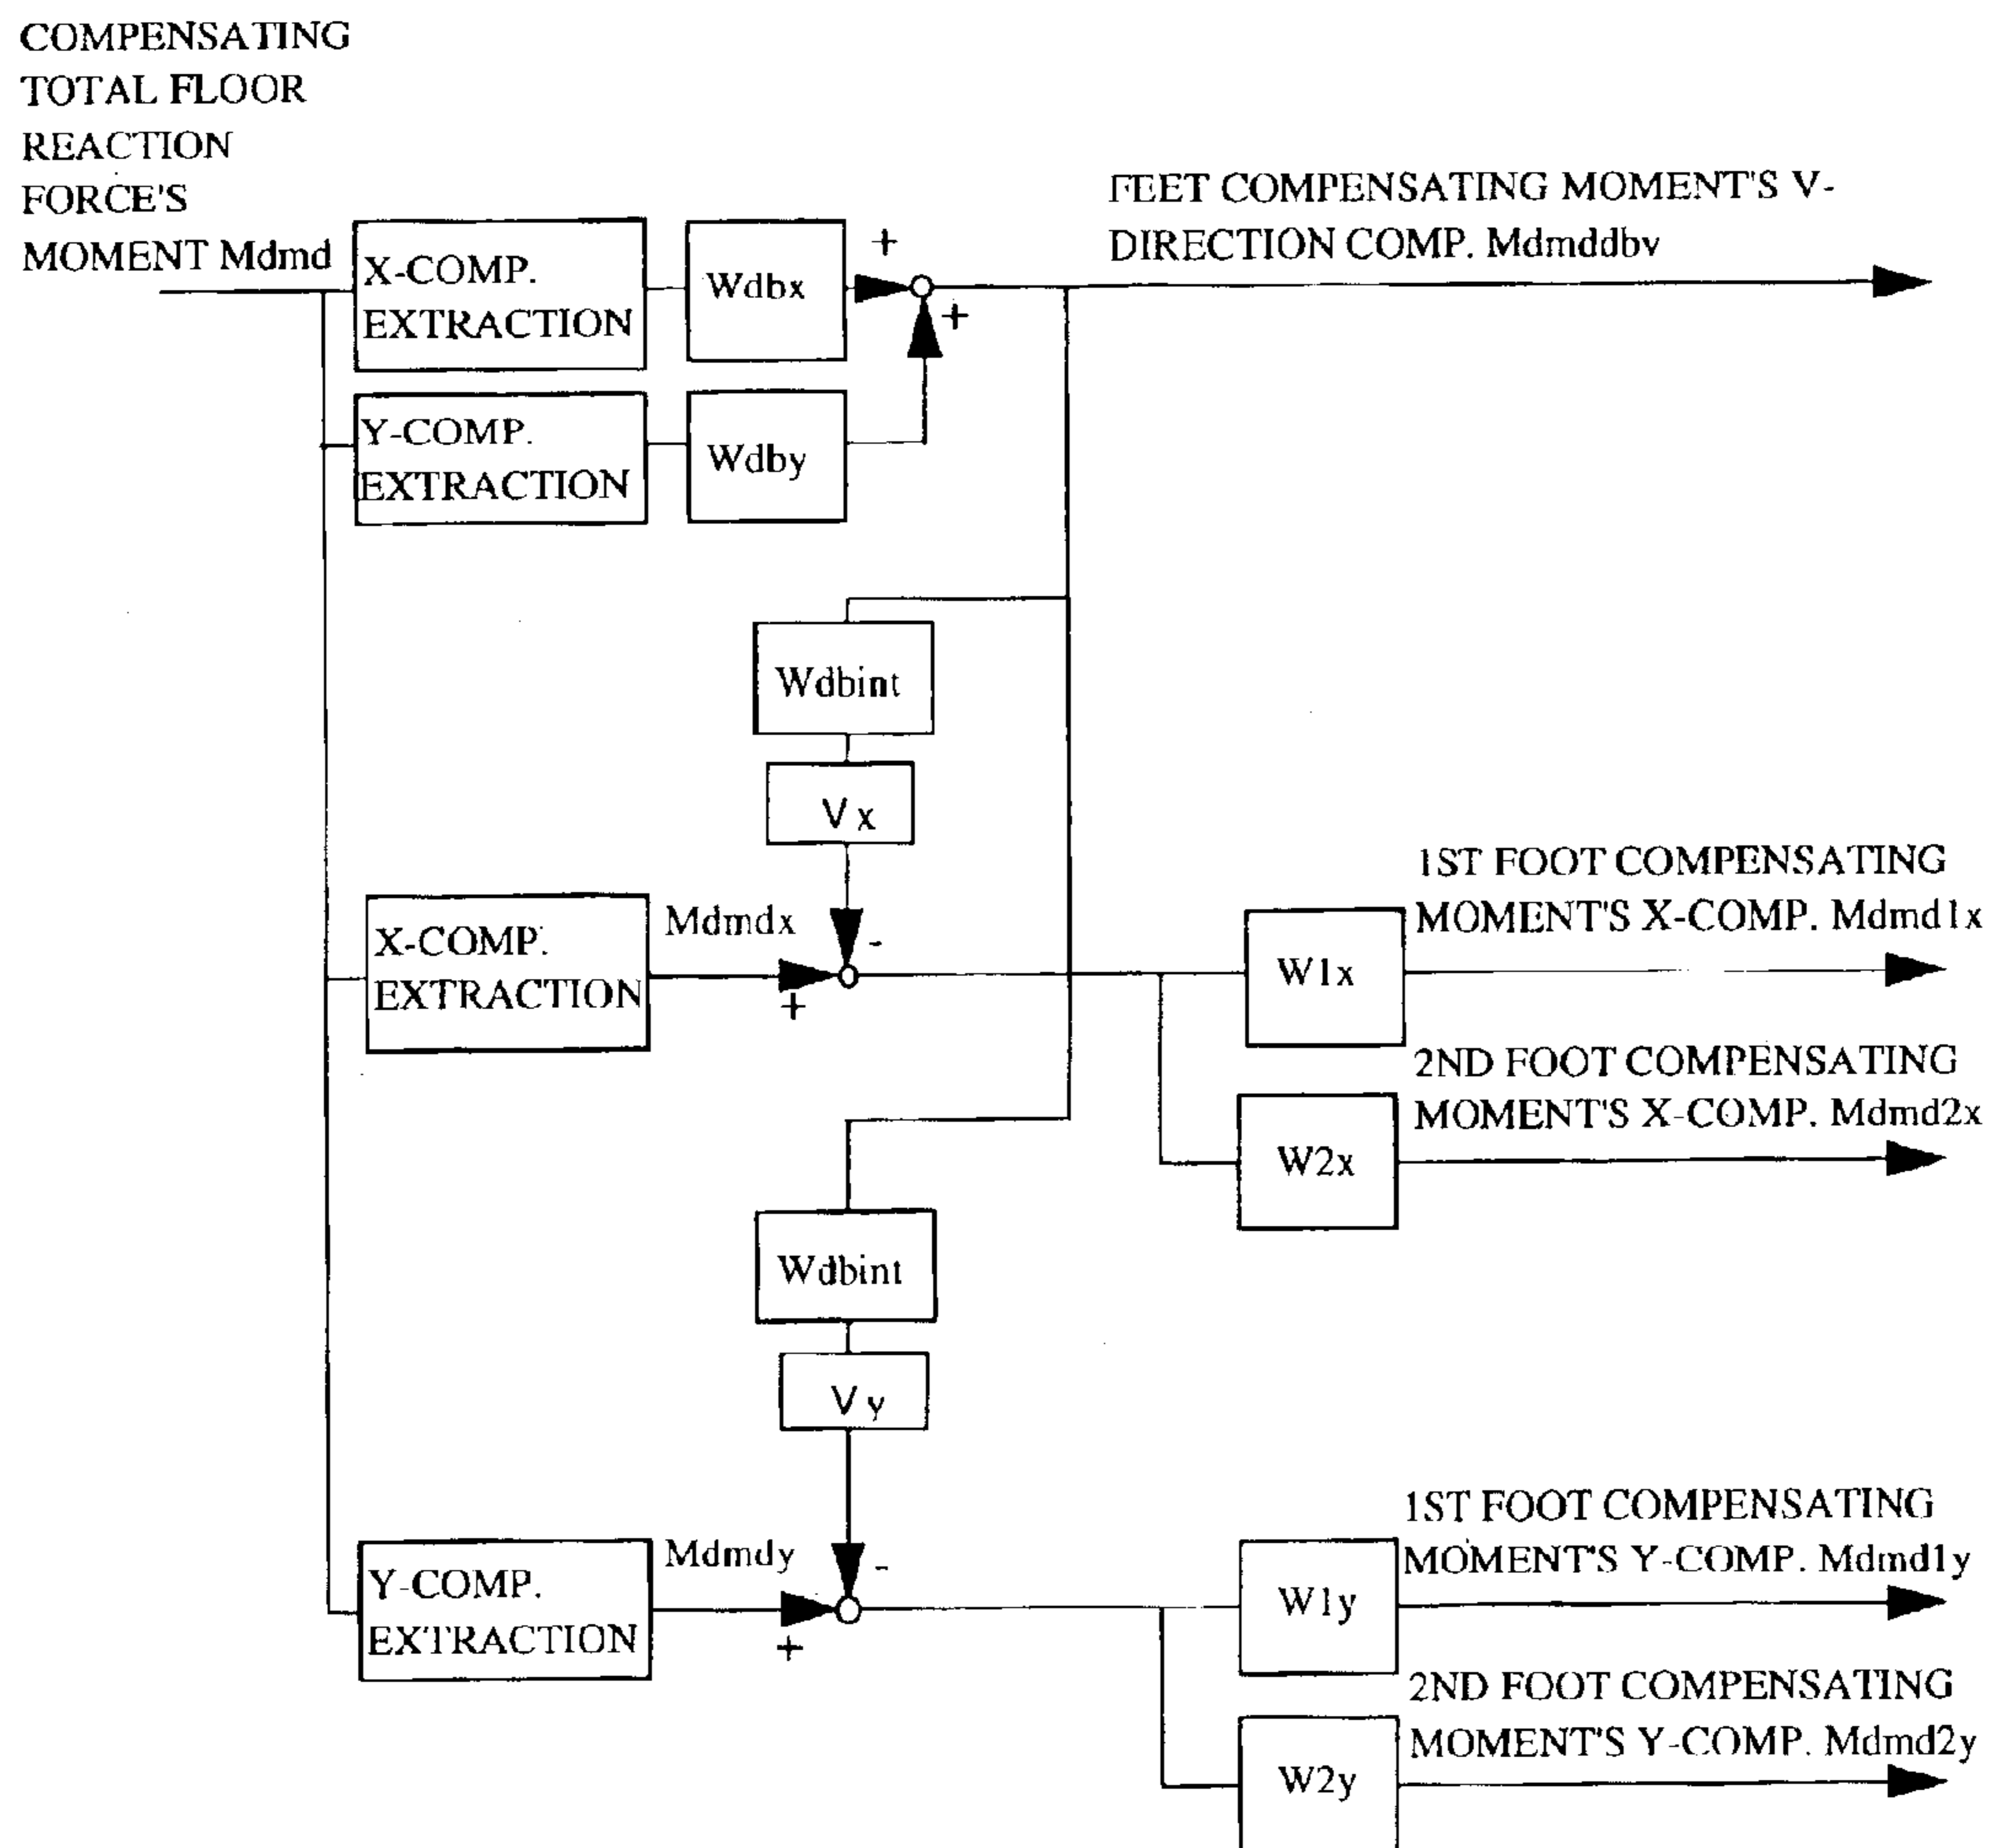 COMPENSATING
TOTAL FLOOR
REACTION
FORCE'S
MOMENT Mdmd
X-COMP.
EXTRACTION
Wdbx
+
+
FEET COMPENSATING MOMENT'S V-
DIRECTION COMP. Mdmddbv
Y-COMP.
EXTRACTION
Wdby
Wdbint
Vx
X-COMP.
EXTRACTION
Mdmdx
-
+
W1x
1ST FOOT COMPENSATING
MOMENT'S X-COMP. Mdmd1x
W2x
2ND FOOT COMPENSATING
MOMENT'S X-COMP. Mdmd2x
Wdbint
Vy
Y-COMP.
EXTRACTION
Mdmdy
-
+
W1y
1ST FOOT COMPENSATING
MOMENT'S Y-COMP. Mdmd1y
W2y
2ND FOOT COMPENSATING
MOMENT'S Y-COMP. Mdmd2y